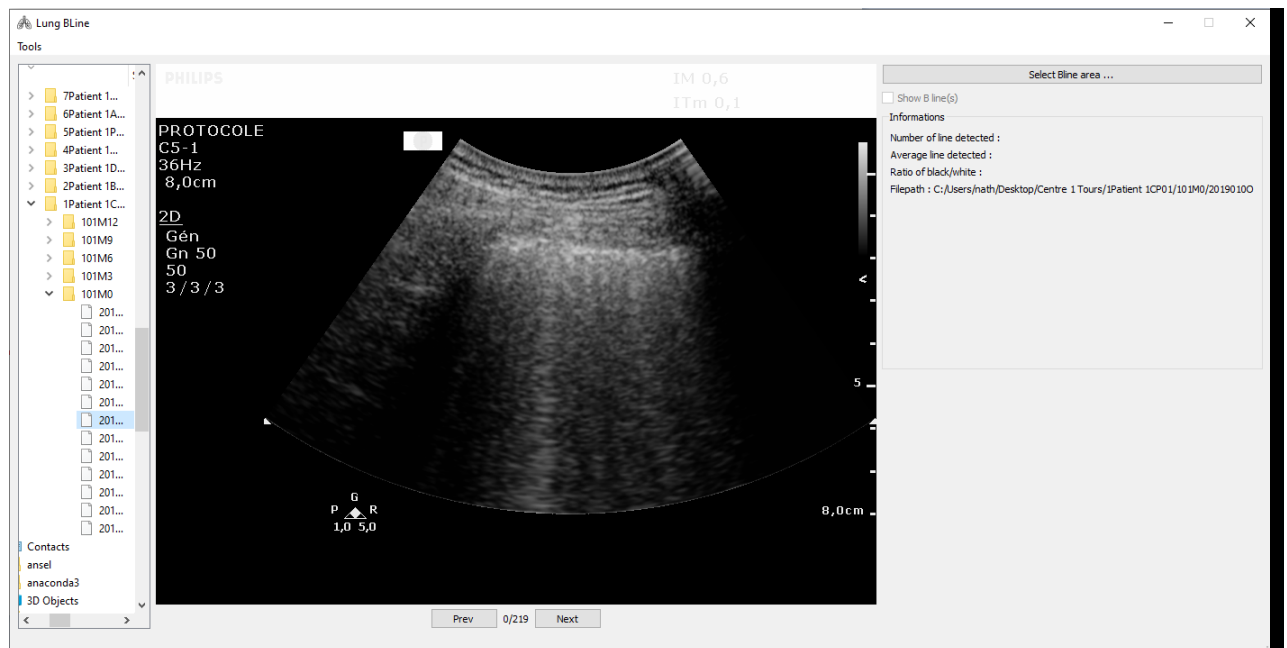 Lung BLine
Tools
7Patient 1...
6Patient 1A...
5Patient 1P...
4Patient 1...
3Patient 1D...
2Patient 1B...
1Patient 1C...
101M12
101M9
101M6
101M3
101M0
201...
201...
201...
201...
201...
201...
201...
201...
201...
201...
201...
201...
201...
Contacts
ansel
anaconda3
3D Objects
PHILIPS
IM 0,6
ITm 0,1
PROTOCOLE
C5-1
36Hz
8,0cm
2D
Gén
Gn 50
50
3/3/3
5
8,0cm
G
P R
1,0 5,0
Prev 0/219 Next
Select Bline area ...
Show B line(s)
Informations
Number of line detected :
Average line detected :
Ratio of black/white :
Filepath : C:/Users/nath/Desktop/Centre 1 Tours/1Patient 1CP01/101M0/2019010O